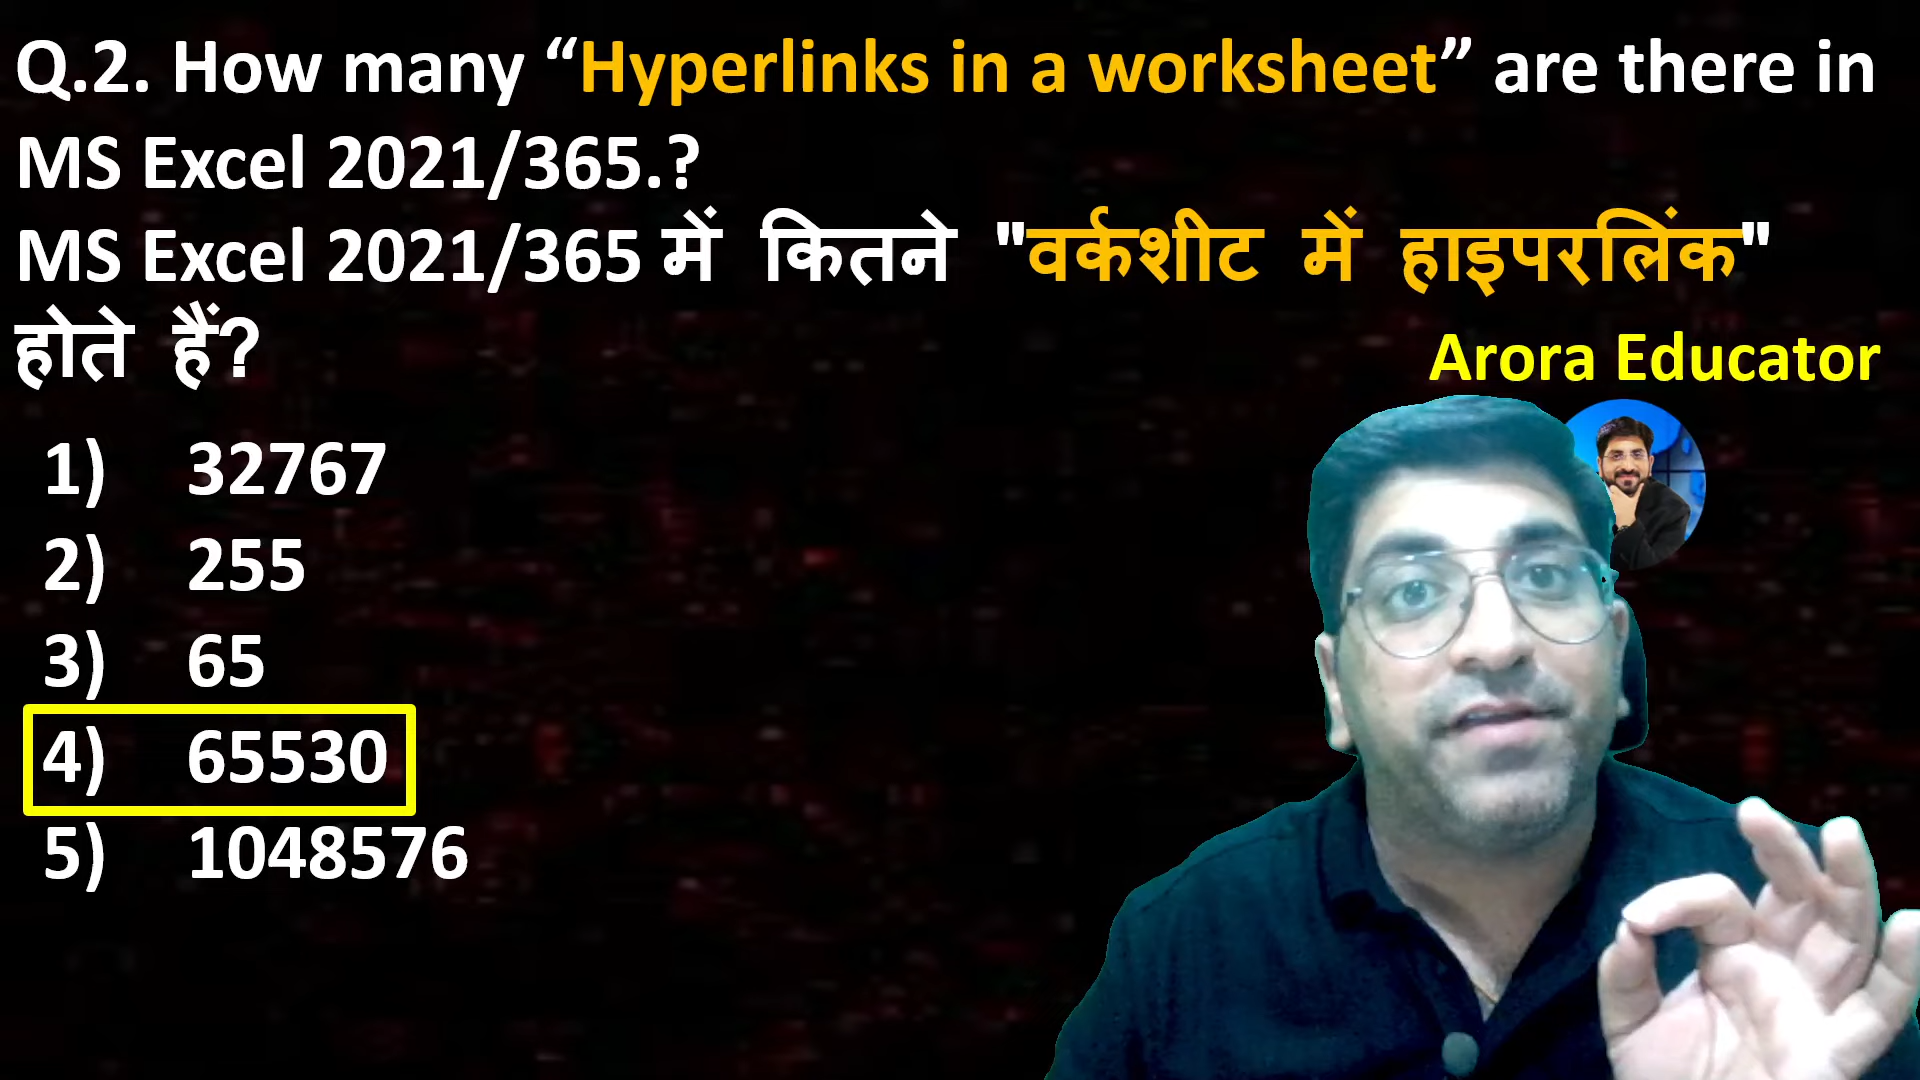 Q.2. How many “Hyperlinks in a worksheet” are there in
MS Excel 2021/365.?
MS Excel 2021/365 में कितने "वर्कशीट में हाइपरलिंक"
होते हैं?
Arora Educator
1) 32767
2) 255
3) 65
4) 65530
5) 1048576